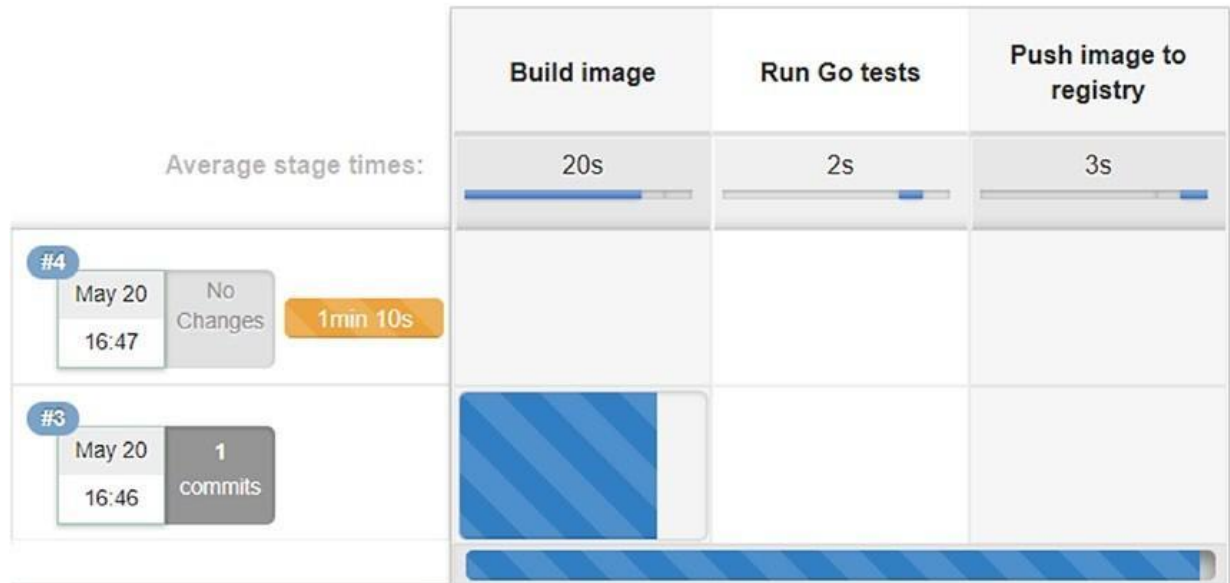 Build image
Run Go tests
Push image to
registry
Average stage times:
20s
2s
3s
#4
May 20
16:47
No
Changes
1min 10s
#3
May 20
16:46
1
commits